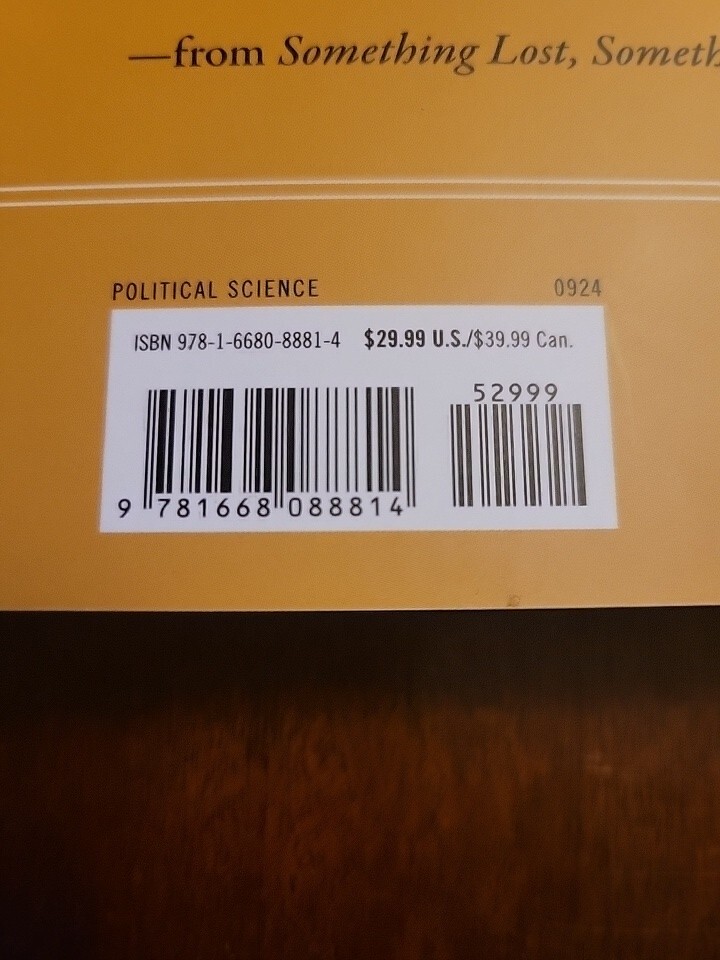 —from Something Lost, Someth
POLITICAL SCIENCE 0924
ISBN 978-1-6680-8881-4 $29.99 U.S./$39.99 Can.
52999
9 781668 088814